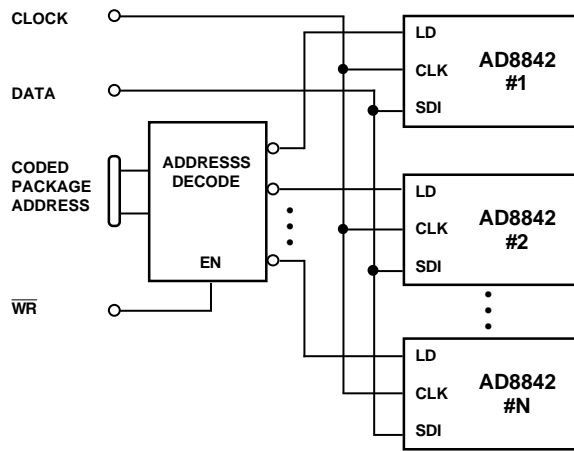 CLOCK
DATA
CODED
PACKAGE
ADDRESS
WR
ADDRESSS
DECODE
EN
LD
CLK
SDI
AD8842
#1
LD
CLK
SDI
AD8842
#2
LD
CLK
SDI
AD8842
#N